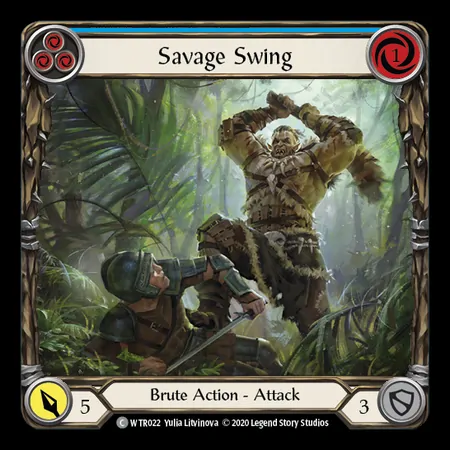 Savage Swing
1
5
Brute Action - Attack
3
C WTR022 Yulia Litvinova © 2020 Legend Story Studios